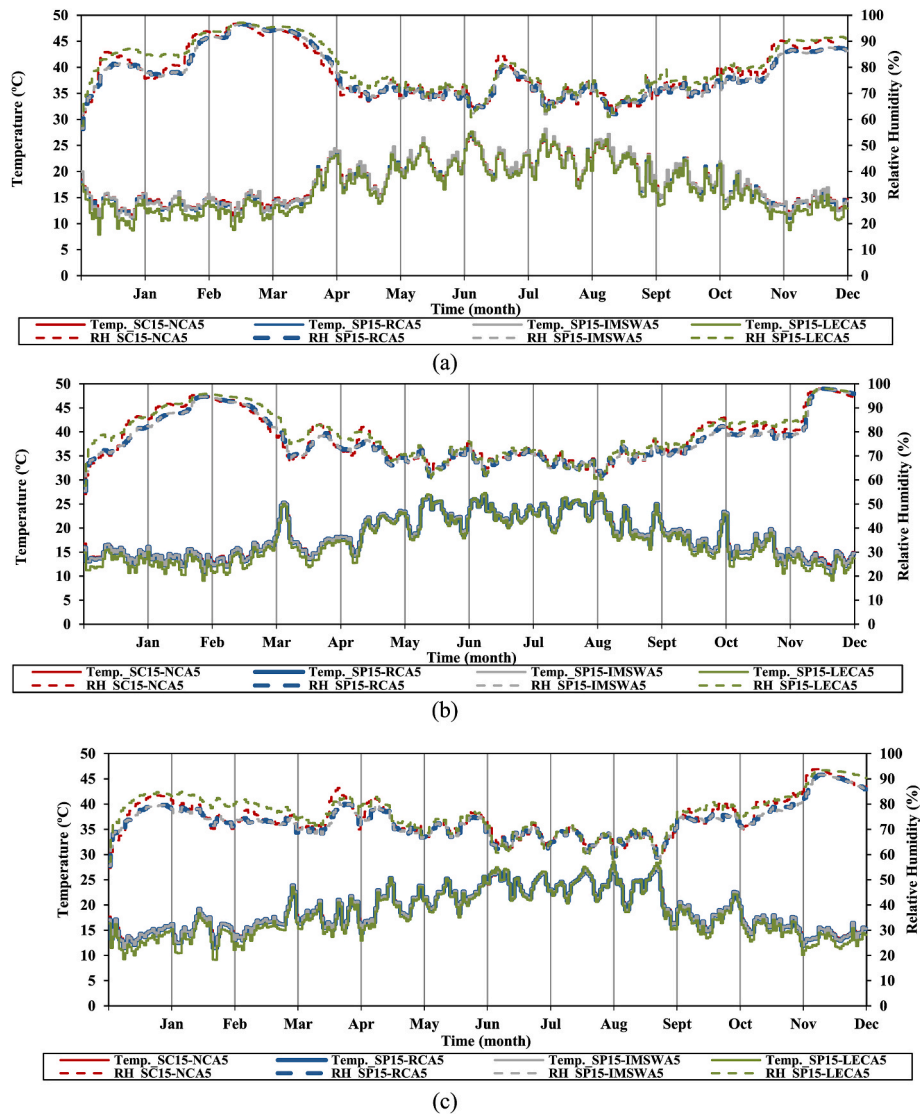 50 45 40 35 30 25 20 15 10 5 0
Temperature (ºC)
100 90 80 70 60 50 40 30 20 10 0
Relative Humidity (%)
Jan Feb Mar Apr May Jun Jul Aug Sept Oct Nov Dec
Time (month)
Temp._SC15-NCA5 Temp._SP15-RCA5 Temp._SP15-IMSWA5 Temp._SP15-LECA5
RH_SC15-NCA5 RH_SP15-RCA5 RH_SP15-IMSWA5 RH_SP15-LECA5
(a)
50 45 40 35 30 25 20 15 10 5 0
Temperature (ºC)
100 90 80 70 60 50 40 30 20 10 0
Relative Humidity (%)
Jan Feb Mar Apr May Jun Jul Aug Sept Oct Nov Dec
Time (month)
Temp._SC15-NCA5 Temp._SP15-RCA5 Temp._SP15-IMSWA5 Temp._SP15-LECA5
RH_SC15-NCA5 RH_SP15-RCA5 RH_SP15-IMSWA5 RH_SP15-LECA5
(b)
50 45 40 35 30 25 20 15 10 5 0
Temperature (ºC)
100 90 80 70 60 50 40 30 20 10 0
Relative Humidity (%)
Jan Feb Mar Apr May Jun Jul Aug Sept Oct Nov Dec
Time (month)
Temp._SC15-NCA5 Temp._SP15-RCA5 Temp._SP15-IMSWA5 Temp._SP15-LECA5
RH_SC15-NCA5 RH_SP15-RCA5 RH_SP15-IMSWA5 RH_SP15-LECA5
(c)